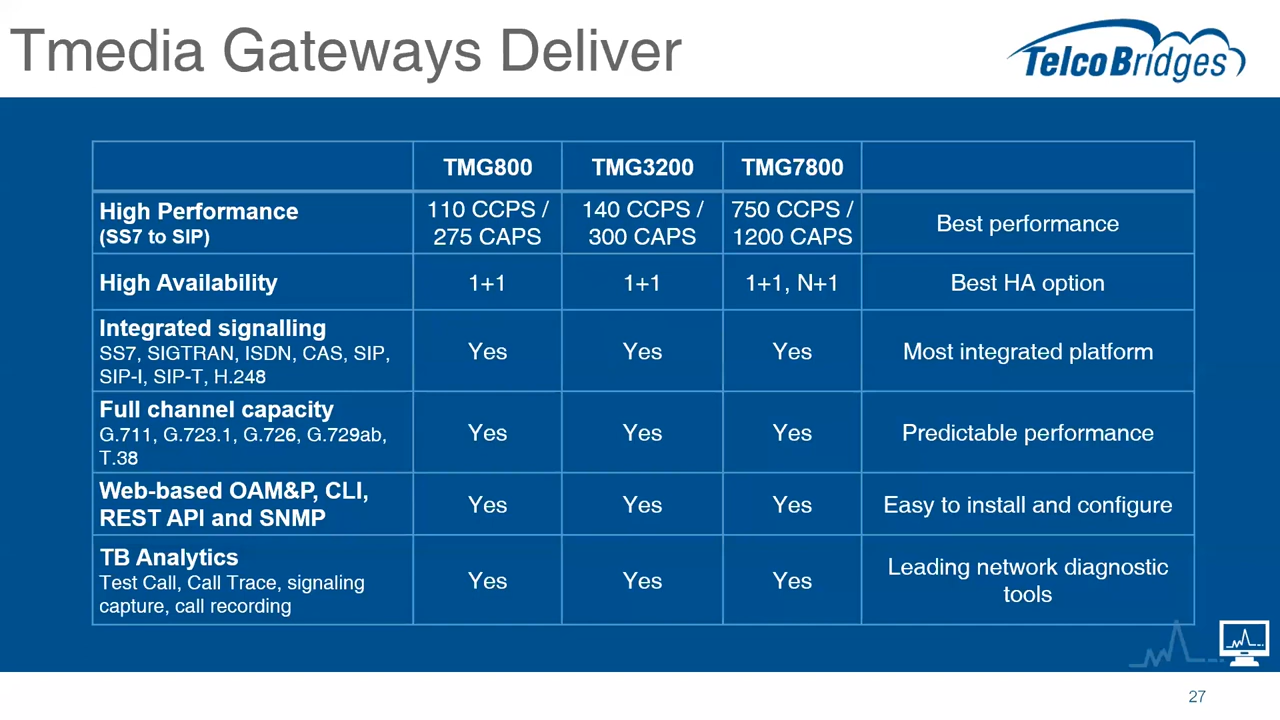 Tmedia Gateways Deliver
TelcoBridges
TMG800 TMG3200 TMG7800
High Performance
(SS7 to SIP)
110 CCPS /
275 CAPS
140 CCPS /
300 CAPS
750 CCPS /
1200 CAPS
Best performance
High Availability
1+1
1+1
1+1, N+1
Best HA option
Integrated signalling
SS7, SIGTRAN, ISDN, CAS, SIP,
SIP-I, SIP-T, H.248
Yes
Yes
Yes
Most integrated platform
Full channel capacity
G.711, G.723.1, G.726, G.729ab,
T.38
Yes
Yes
Yes
Predictable performance
Web-based OAM&P, CLI,
REST API and SNMP
Yes
Yes
Yes
Easy to install and configure
TB Analytics
Test Call, Call Trace, signaling
capture, call recording
Yes
Yes
Yes
Leading network diagnostic
tools
27